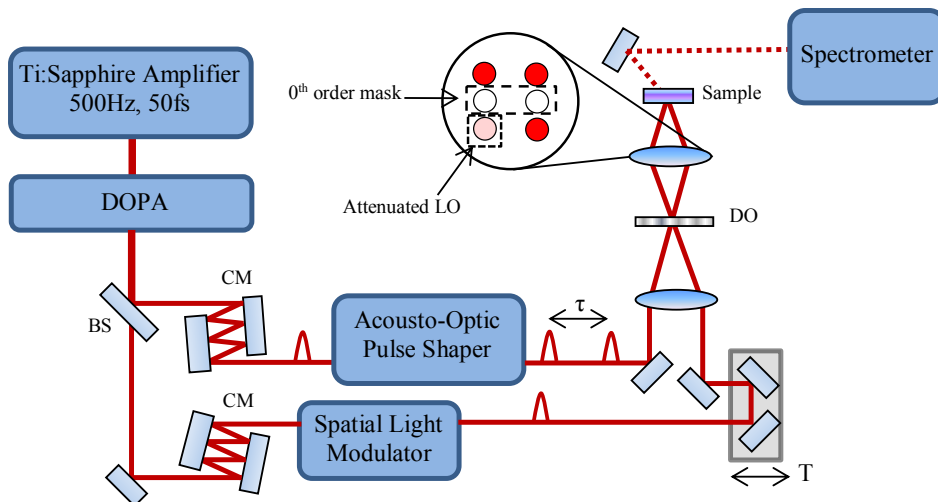 Ti:Sapphire Amplifier
500Hz, 50fs
DOPA
BS
CM
CM
Acousto-Optic
Pulse Shaper
Spatial Light
Modulator
τ
T
DO
Sample
Spectrometer
0th order mask
Attenuated LO